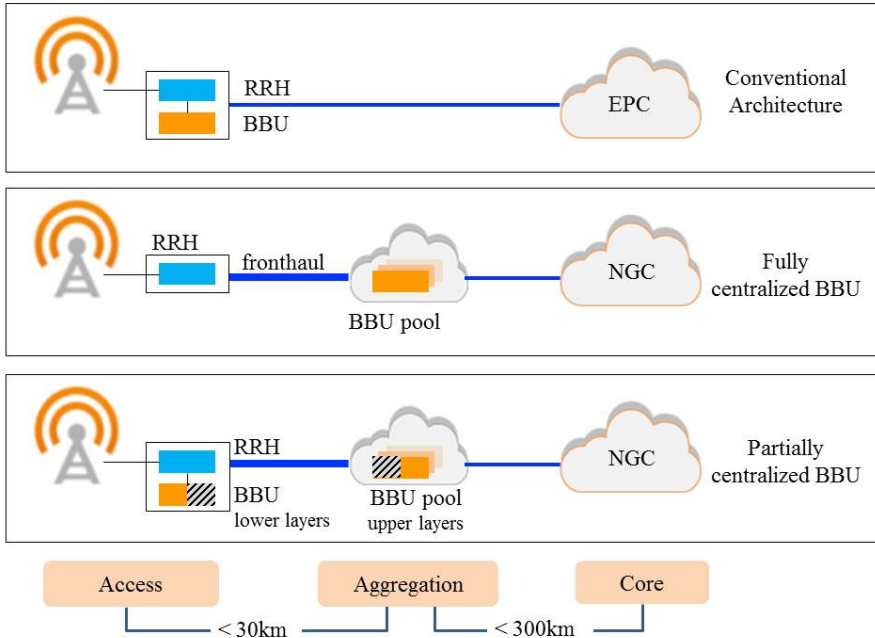 RRH
BBU
EPC
Conventional
Architecture
RRH
fronthaul
BBU pool
NGC
Fully
centralized BBU
RRH
BBU
lower layers
BBU pool
upper layers
NGC
Partially
centralized BBU
Access
Aggregation
Core
< 30km
< 300km